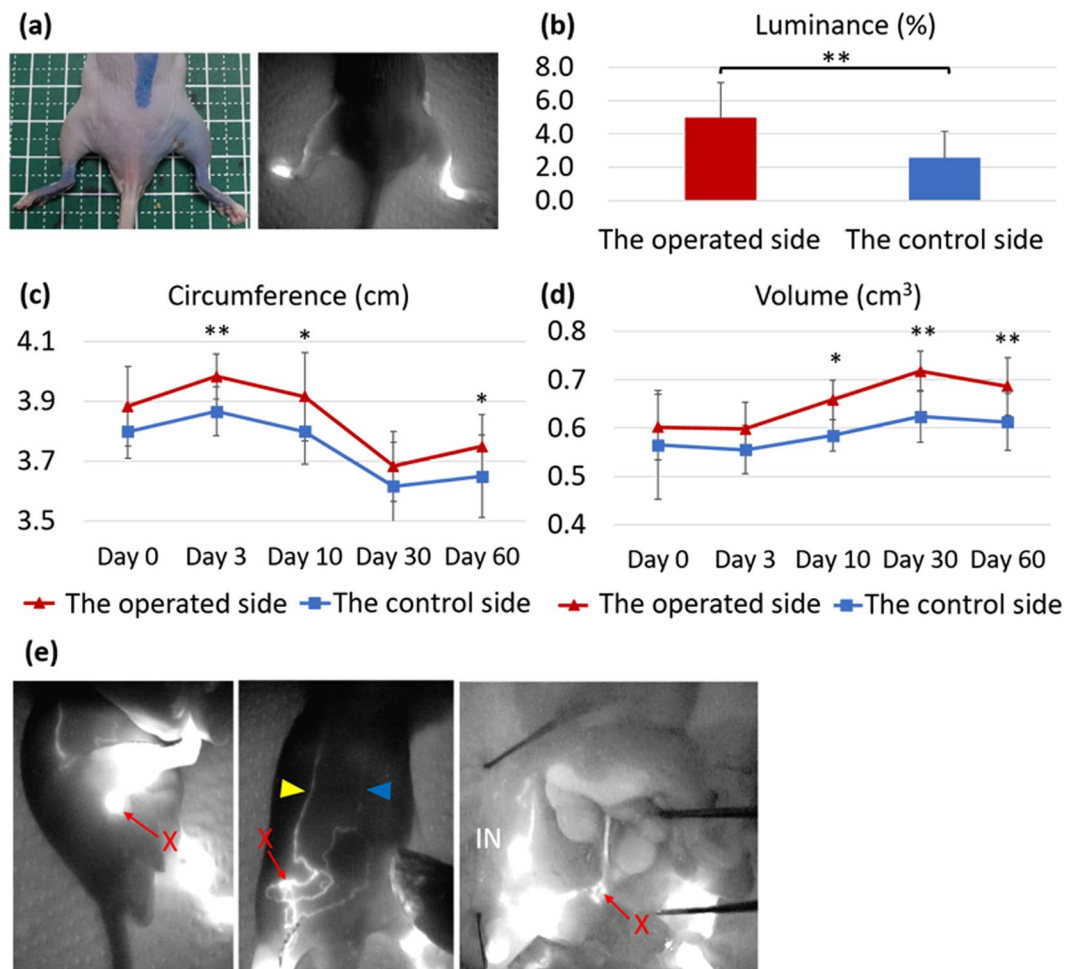 (a)
(b)
Luminance (%)
8.0
6.0
4.0
2.0
0.0
**
The operated side
The control side
(c)
Circumference (cm)
4.1
3.9
3.7
3.5
**
*
*
Day 0 Day 3 Day 10 Day 30 Day 60
The operated side The control side
(d)
Volume (cm³)
0.8
0.7
0.6
0.5
0.4
*
**
**
Day 0 Day 3 Day 10 Day 30 Day 60
The operated side The control side
(e)
X
X
IN
X